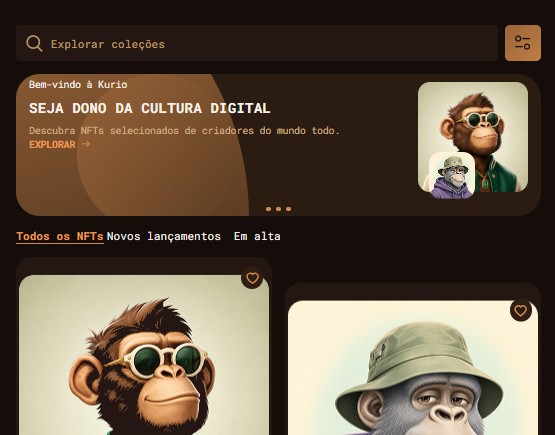 Explorar coleções
Bem-vindo à Kurio
SEJA DONO DA CULTURA DIGITAL
Descubra NFTs selecionados de criadores do mundo todo.
EXPLORAR →
Todos os NFTs Novos lançamentos Em alta